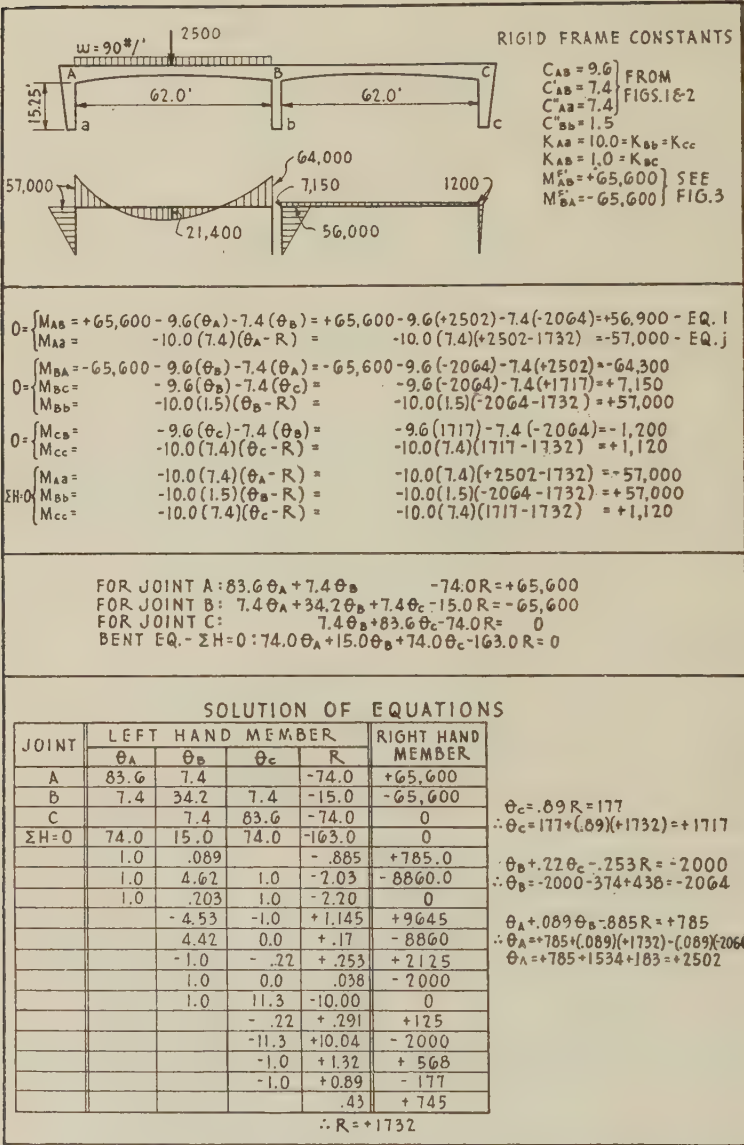 RIGID FRAME CONSTANTS
w=90#/'
2500
A
B
C
15.25'
62.0'
62.0'
a
b
c
C_AB = 9.6 } FROM
C'_AB = 7.4 } FIGS. 1&2
C"_Aa = 7.4
C"_Bb = 1.5
K_Aa = 10.0 = K_Bb = K_Cc
K_AB = 1.0 = K_BC
M^F'_AB = +65,600 } SEE
M^F'_BA = -65,600 } FIG. 3
57,000
64,000
7,150
1200
21,400
56,000
0= { M_AB = +65,600 - 9.6(θ_A) - 7.4(θ_B) = +65,600 - 9.6(+2502) - 7.4(-2064) = +56,900 - EQ. i
M_Aa = -10.0(7.4)(θ_A - R) = -10.0(7.4)(+2502-1732) = -57,000 - EQ. j
0= { M_BA = -65,600 - 9.6(θ_B) - 7.4(θ_A) = -65,600 - 9.6(-2064) - 7.4(+2502) = -64,300
M_BC = - 9.6(θ_B) - 7.4(θ_C) = -9.6(-2064) - 7.4(+1717) = +7,150
M_Bb = -10.0(1.5)(θ_B - R) = -10.0(1.5)(-2064-1732) = +57,000
0= { M_CB = - 9.6(θ_C) - 7.4(θ_B) = -9.6(1717) - 7.4(-2064) = -1,200
M_Cc = -10.0(7.4)(θ_C - R) = -10.0(7.4)(1717-1732) = +1,120
ΣH=0 { M_Aa = -10.0(7.4)(θ_A - R) = -10.0(7.4)(+2502-1732) = -57,000
M_Bb = -10.0(1.5)(θ_B - R) = -10.0(1.5)(-2064-1732) = +57,000
M_Cc = -10.0(7.4)(θ_C - R) = -10.0(7.4)(1717-1732) = +1,120
FOR JOINT A: 83.6θ_A + 7.4θ_B -74.0R = +65,600
FOR JOINT B: 7.4θ_A + 34.2θ_B + 7.4θ_C - 15.0R = -65,600
FOR JOINT C: 7.4θ_B + 83.6θ_C - 74.0R = 0
BENT EQ. - ΣH=0: 74.0θ_A + 15.0θ_B + 74.0θ_C - 163.0R = 0
SOLUTION OF EQUATIONS
JOINT LEFT HAND MEMBER RIGHT HAND MEMBER
θ_A θ_B θ_C R
A 83.6 7.4 -74.0 +65,600
B 7.4 34.2 7.4 -15.0 -65,600
C 7.4 83.6 -74.0 0
ΣH=0 74.0 15.0 74.0 -163.0 0
1.0 .089 - .885 +785.0
1.0 4.62 1.0 -2.03 -8860.0
1.0 .203 1.0 -2.20 0
-4.53 -1.0 +1.145 +9645
4.42 0.0 +.17 -8860
-1.0 -.22 +.253 +2125
1.0 0.0 .038 -2000
1.0 11.3 -10.00 0
-.22 +.291 +125
-11.3 +10.04 -2000
-1.0 +1.32 +568
-1.0 +0.89 -177
.43 +745
∴ R = +1732
θ_C = .89R = 177
∴ θ_C = 177 + (.89)(+1732) = +1717
θ_B + .22θ_C - .253R = -2000
∴ θ_B = -2000 - 374 + 438 = -2064
θ_A + .089θ_B - .885R = +785
∴ θ_A = +785 + (.089)(+1732) - (.089)(-2064
θ_A = +785 + 1534 + 183 = +2502